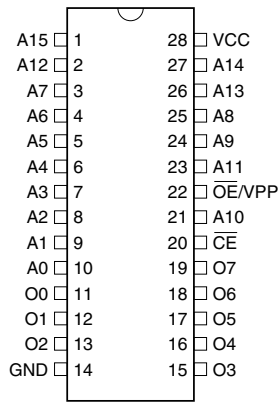 A15 1 28 VCC
A12 2 27 A14
A7 3 26 A13
A6 4 25 A8
A5 5 24 A9
A4 6 23 A11
A3 7 22 O̅E̅/VPP
A2 8 21 A10
A1 9 20 C̅E̅
A0 10 19 O7
O0 11 18 O6
O1 12 17 O5
O2 13 16 O4
GND 14 15 O3